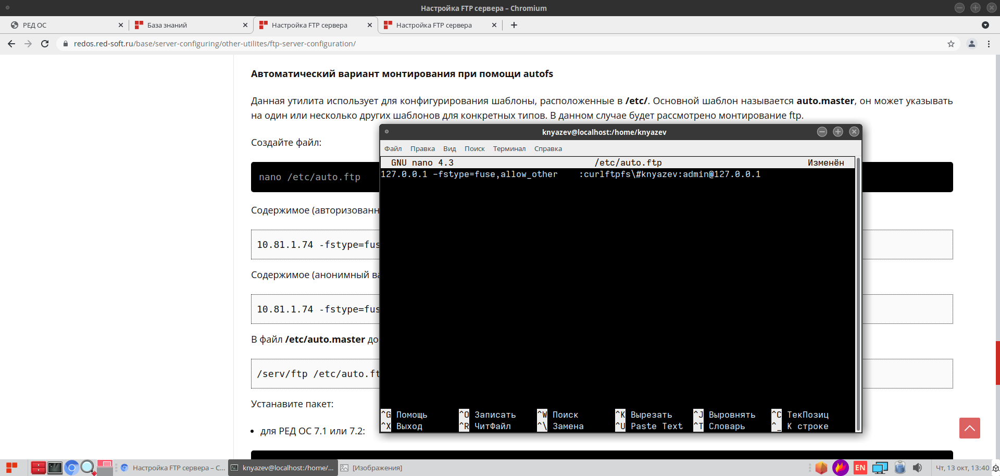 Настройка FTP сервера – Chromium
РЕД ОС
База знаний
Настройка FTP сервера
Настройка FTP сервера
redos.red-soft.ru/base/server-configuring/other-utilites/ftp-server-configuration/
Автоматический вариант монтирования при помощи autofs
Данная утилита использует для конфигурирования шаблоны, расположенные в /etc/. Основной шаблон называется auto.master, он может указывать
на один или несколько других шаблонов для конкретных типов. В данном случае будет рассмотрено монтирование ftp.
Создайте файл:
nano /etc/auto.ftp
Содержимое (авторизованн
10.81.1.74 -fstype=fus
Содержимое (анонимный ва
10.81.1.74 -fstype=fus
В файл /etc/auto.master до
/serv/ftp /etc/auto.ft
Устанавите пакет:
• для РЕД ОС 7.1 или 7.2:
knyazev@localhost:/home/knyazev
Файл Правка Вид Поиск Терминал Справка
GNU nano 4.3 /etc/auto.ftp Изменён
127.0.0.1 -fstype=fuse,allow_other    :curlftpfs\#knyazev:admin@127.0.0.1
^G Помощь ^O Записать ^W Поиск ^K Вырезать ^J Выровнять ^C ТекПозиц
^X Выход ^R ЧитФайл ^\ Замена ^U Paste Text ^T Словарь ^_ К строке
Настройка FTP сервера – C...
knyazev@localhost:/home/...
[Изображения]
EN
Чт, 13 окт, 13:40